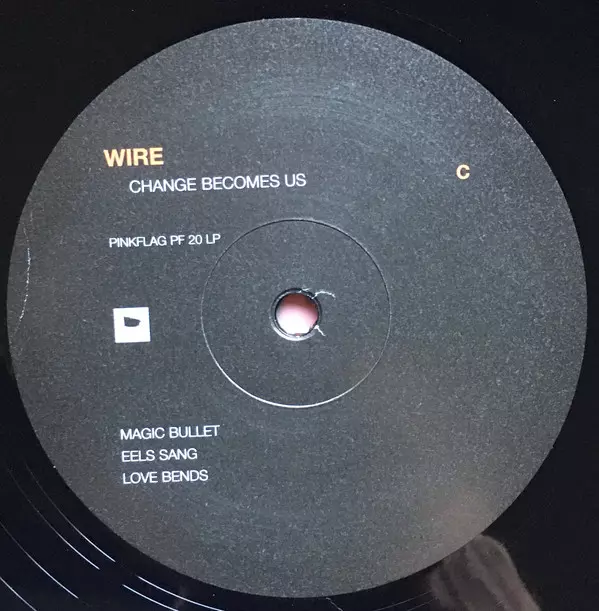 WIRE
CHANGE BECOMES US
C
PINKFLAG PF 20 LP
MAGIC BULLET
EELS SANG
LOVE BENDS